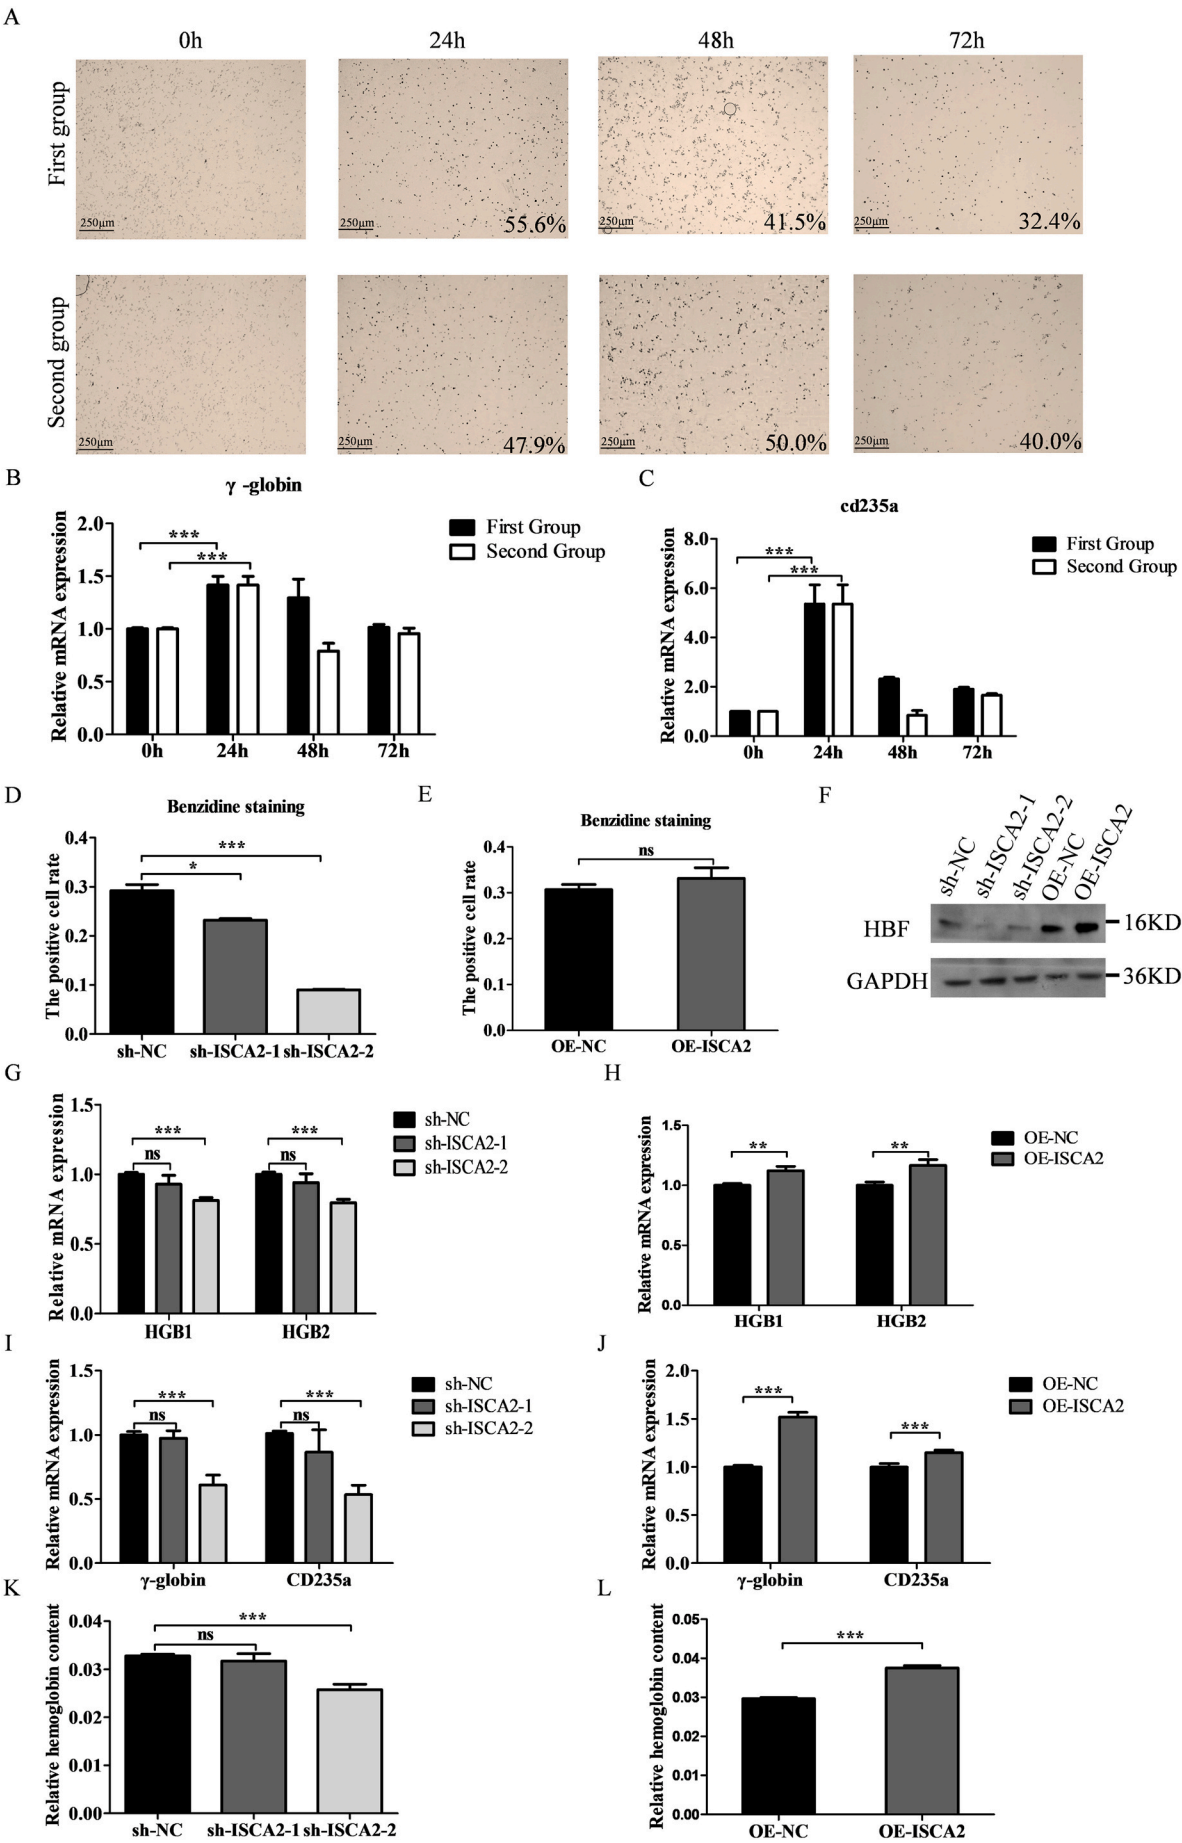 A
0h 24h 48h 72h
First group
250μm
250μm 55.6%
250μm 41.5%
250μm 32.4%
Second group
250μm
250μm 47.9%
250μm 50.0%
250μm 40.0%
B
γ -globin
Relative mRNA expression
2.0
1.5
1.0
0.5
0.0
*** ***
0h 24h 48h 72h
First Group
Second Group
C
cd235a
Relative mRNA expression
8.0
6.0
4.0
2.0
0.0
*** ***
0h 24h 48h 72h
First Group
Second Group
D
Benzidine staining
The positive cell rate
0.4
0.3
0.2
0.1
0.0
***
*
sh-NC sh-ISCA2-1 sh-ISCA2-2
E
Benzidine staining
The positive cell rate
0.4
0.3
0.2
0.1
0.0
ns
OE-NC OE-ISCA2
F
sh-NC sh-ISCA2-1 sh-ISCA2-2 OE-NC OE-ISCA2
HBF 16KD
GAPDH 36KD
G
Relative mRNA expression
1.5
1.0
0.5
0.0
*** ***
ns ns
HGB1 HGB2
sh-NC
sh-ISCA2-1
sh-ISCA2-2
H
Relative mRNA expression
1.5
1.0
0.5
0.0
** **
HGB1 HGB2
OE-NC
OE-ISCA2
I
Relative mRNA expression
1.5
1.0
0.5
0.0
*** ***
ns ns
γ-globin CD235a
sh-NC
sh-ISCA2-1
sh-ISCA2-2
J
Relative mRNA expression
2.0
1.5
1.0
0.5
0.0
*** ***
γ-globin CD235a
OE-NC
OE-ISCA2
K
Relative hemoglobin content
0.04
0.03
0.02
0.01
0.00
***
ns
sh-NC sh-ISCA2-1 sh-ISCA2-2
L
Relative hemoglobin content
0.05
0.04
0.03
0.02
0.01
0.00
***
OE-NC OE-ISCA2